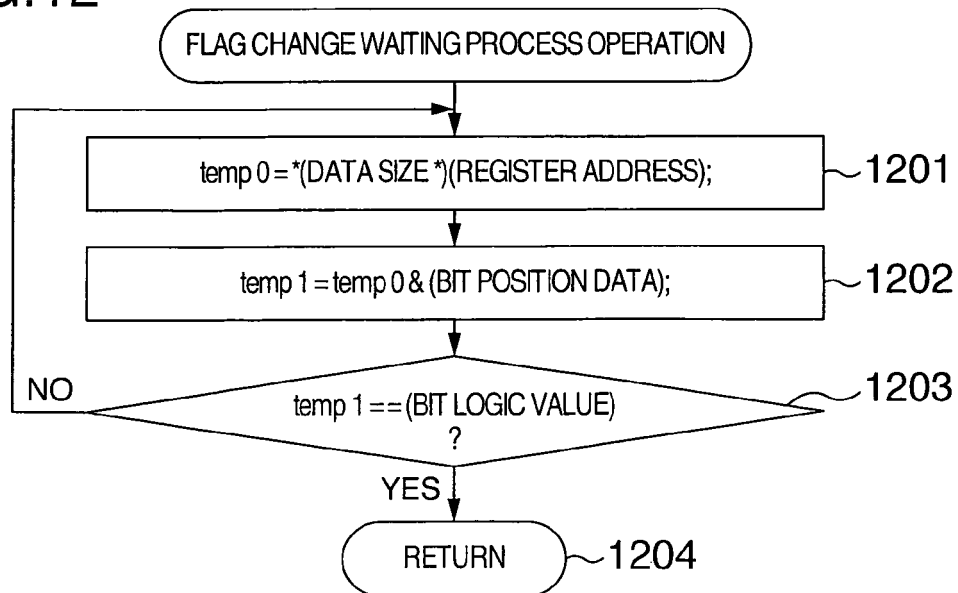 FLAG CHANGE WAITING PROCESS OPERATION
temp 0 = *(DATA SIZE *)(REGISTER ADDRESS);
1201
temp 1 = temp 0 & (BIT POSITION DATA);
1202
NO
temp 1 == (BIT LOGIC VALUE)
?
1203
YES
RETURN
1204